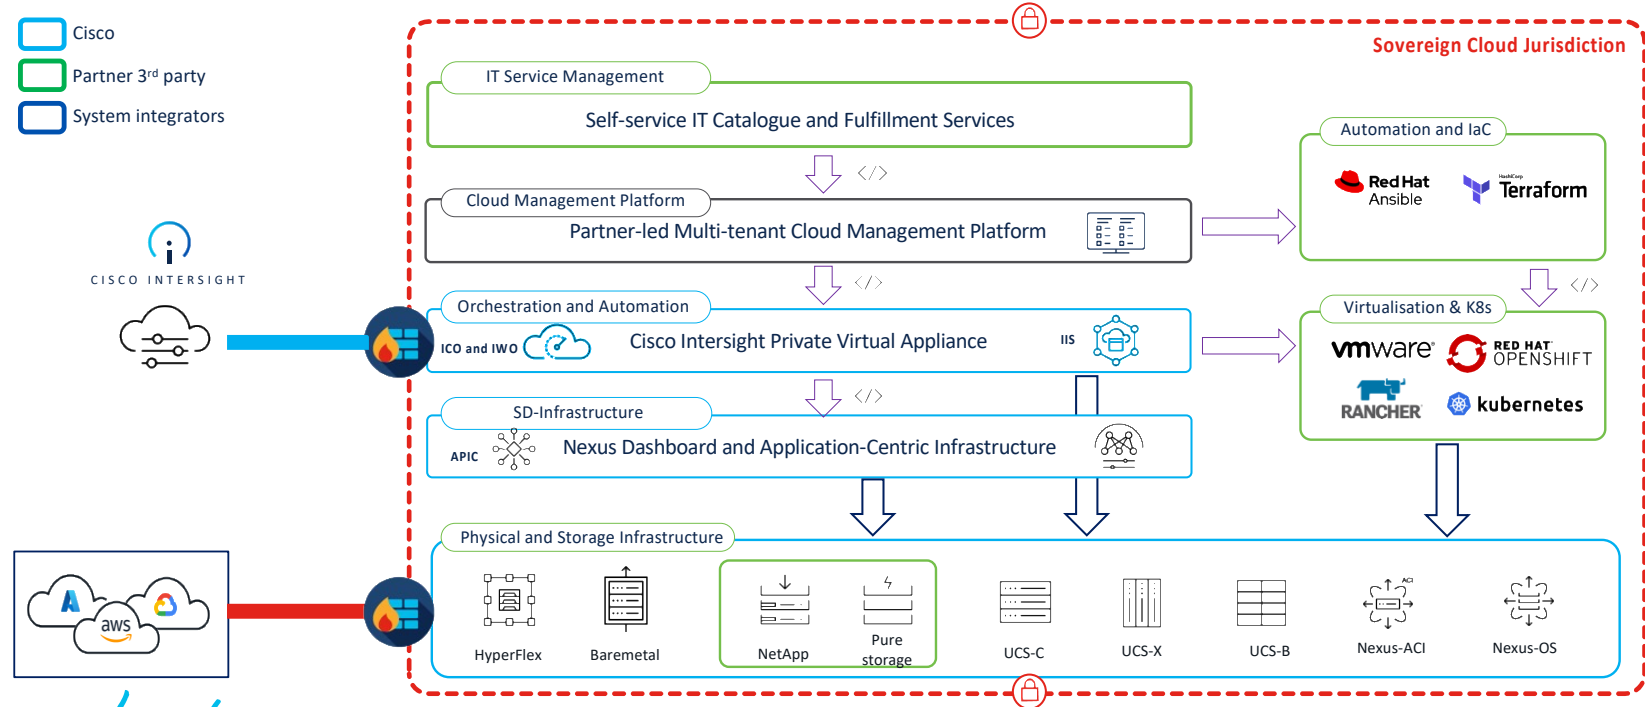 Cisco
Partner 3rd party
System integrators
Sovereign Cloud Jurisdiction
IT Service Management
Self-service IT Catalogue and Fulfillment Services
</>
Automation and IaC
Red Hat
Ansible
HashiCorp
Terraform
Cloud Management Platform
Partner-led Multi-tenant Cloud Management Platform
</>
</>
CISCO INTERSIGHT
Orchestration and Automation
ICO and IWO
Cisco Intersight Private Virtual Appliance
IIS
Virtualisation & K8s
vmware®
RED HAT®
OPENSHIFT
RANCHER®
kubernetes
</>
SD-Infrastructure
APIC
Nexus Dashboard and Application-Centric Infrastructure
Physical and Storage Infrastructure
HyperFlex
Baremetal
NetApp
Pure
storage
UCS-C
UCS-X
UCS-B
ACI
Nexus-ACI
Nexus-OS
aws